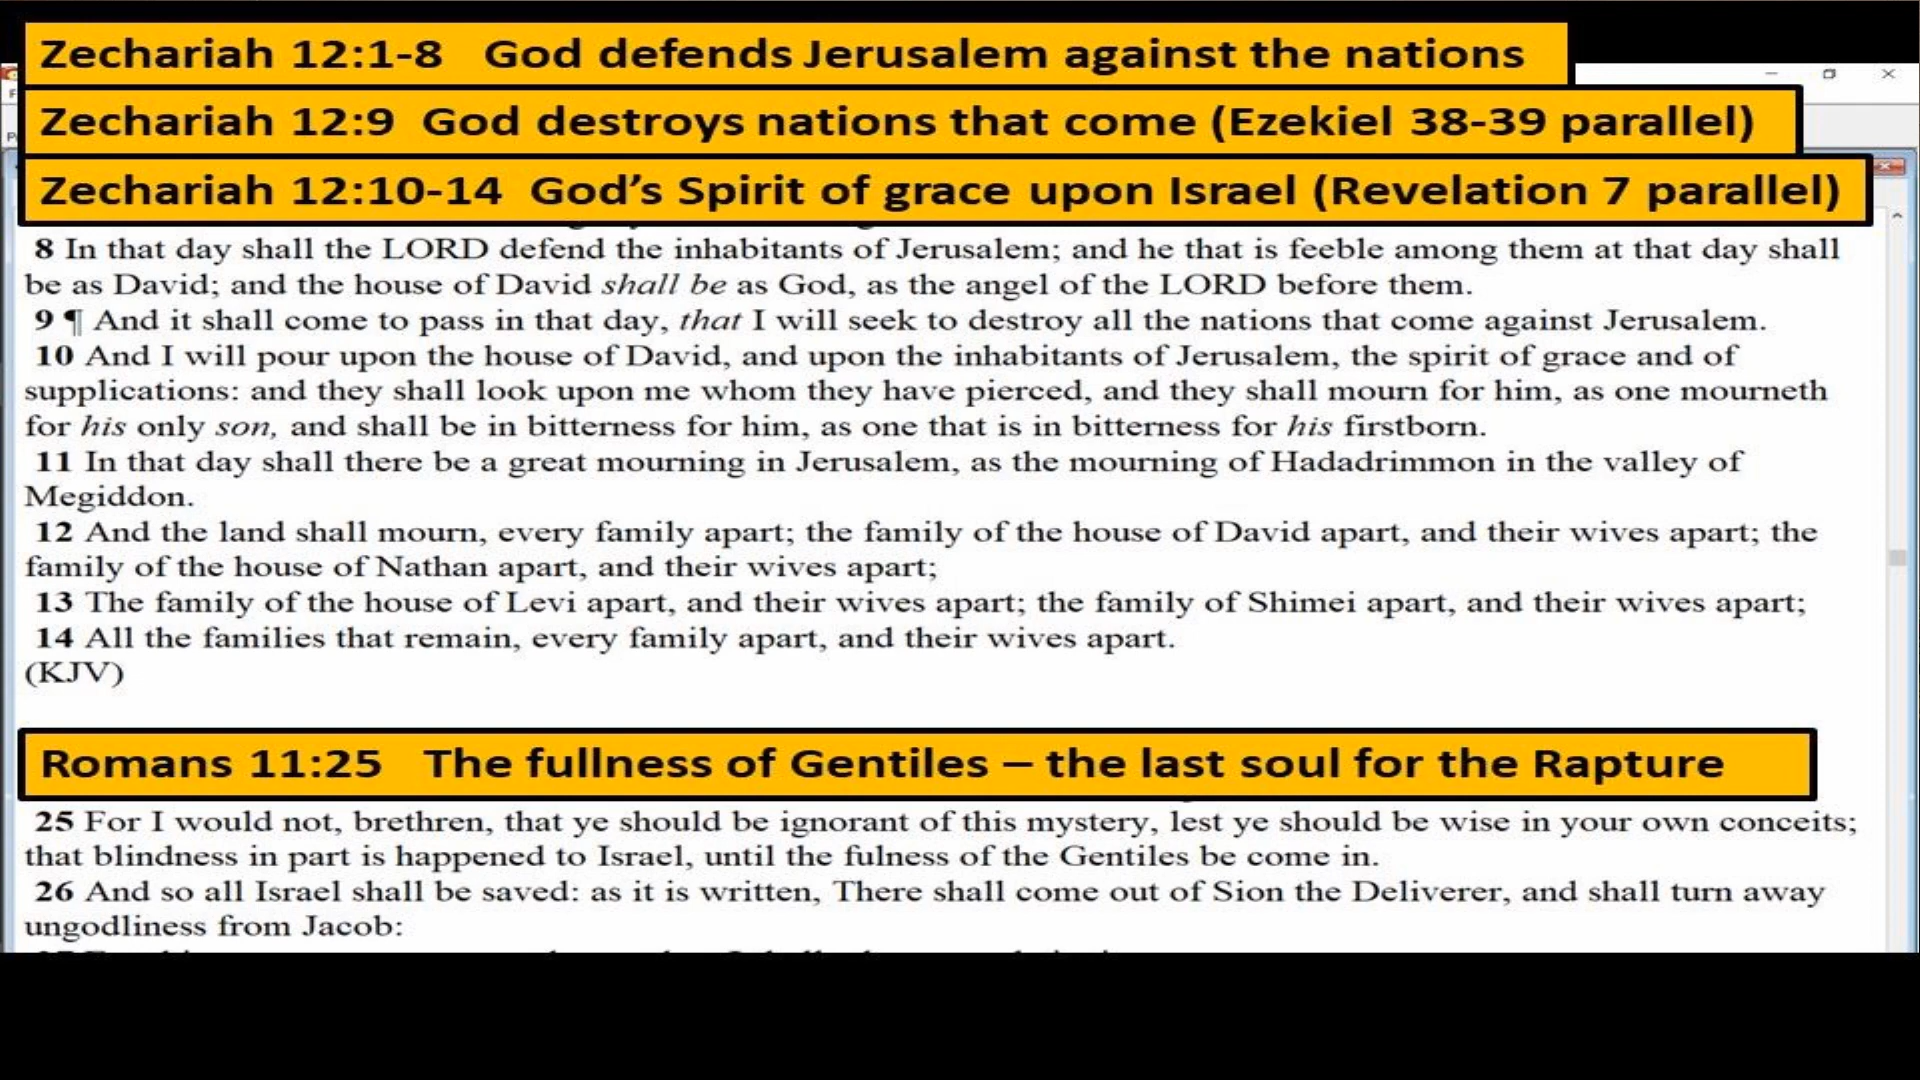 Zechariah 12:1-8 God defends Jerusalem against the nations
Zechariah 12:9 God destroys nations that come (Ezekiel 38-39 parallel)
Zechariah 12:10-14 God's Spirit of grace upon Israel (Revelation 7 parallel)
8 In that day shall the LORD defend the inhabitants of Jerusalem; and he that is feeble among them at that day shall
be as David; and the house of David shall be as God, as the angel of the LORD before them.
9 ¶ And it shall come to pass in that day, that I will seek to destroy all the nations that come against Jerusalem.
10 And I will pour upon the house of David, and upon the inhabitants of Jerusalem, the spirit of grace and of
supplications: and they shall look upon me whom they have pierced, and they shall mourn for him, as one mourneth
for his only son, and shall be in bitterness for him, as one that is in bitterness for his firstborn.
11 In that day shall there be a great mourning in Jerusalem, as the mourning of Hadadrimmon in the valley of
Megiddon.
12 And the land shall mourn, every family apart; the family of the house of David apart, and their wives apart; the
family of the house of Nathan apart, and their wives apart;
13 The family of the house of Levi apart, and their wives apart; the family of Shimei apart, and their wives apart;
14 All the families that remain, every family apart, and their wives apart.
(KJV)
Romans 11:25 The fullness of Gentiles – the last soul for the Rapture
25 For I would not, brethren, that ye should be ignorant of this mystery, lest ye should be wise in your own conceits;
that blindness in part is happened to Israel, until the fulness of the Gentiles be come in.
26 And so all Israel shall be saved: as it is written, There shall come out of Sion the Deliverer, and shall turn away
ungodliness from Jacob: